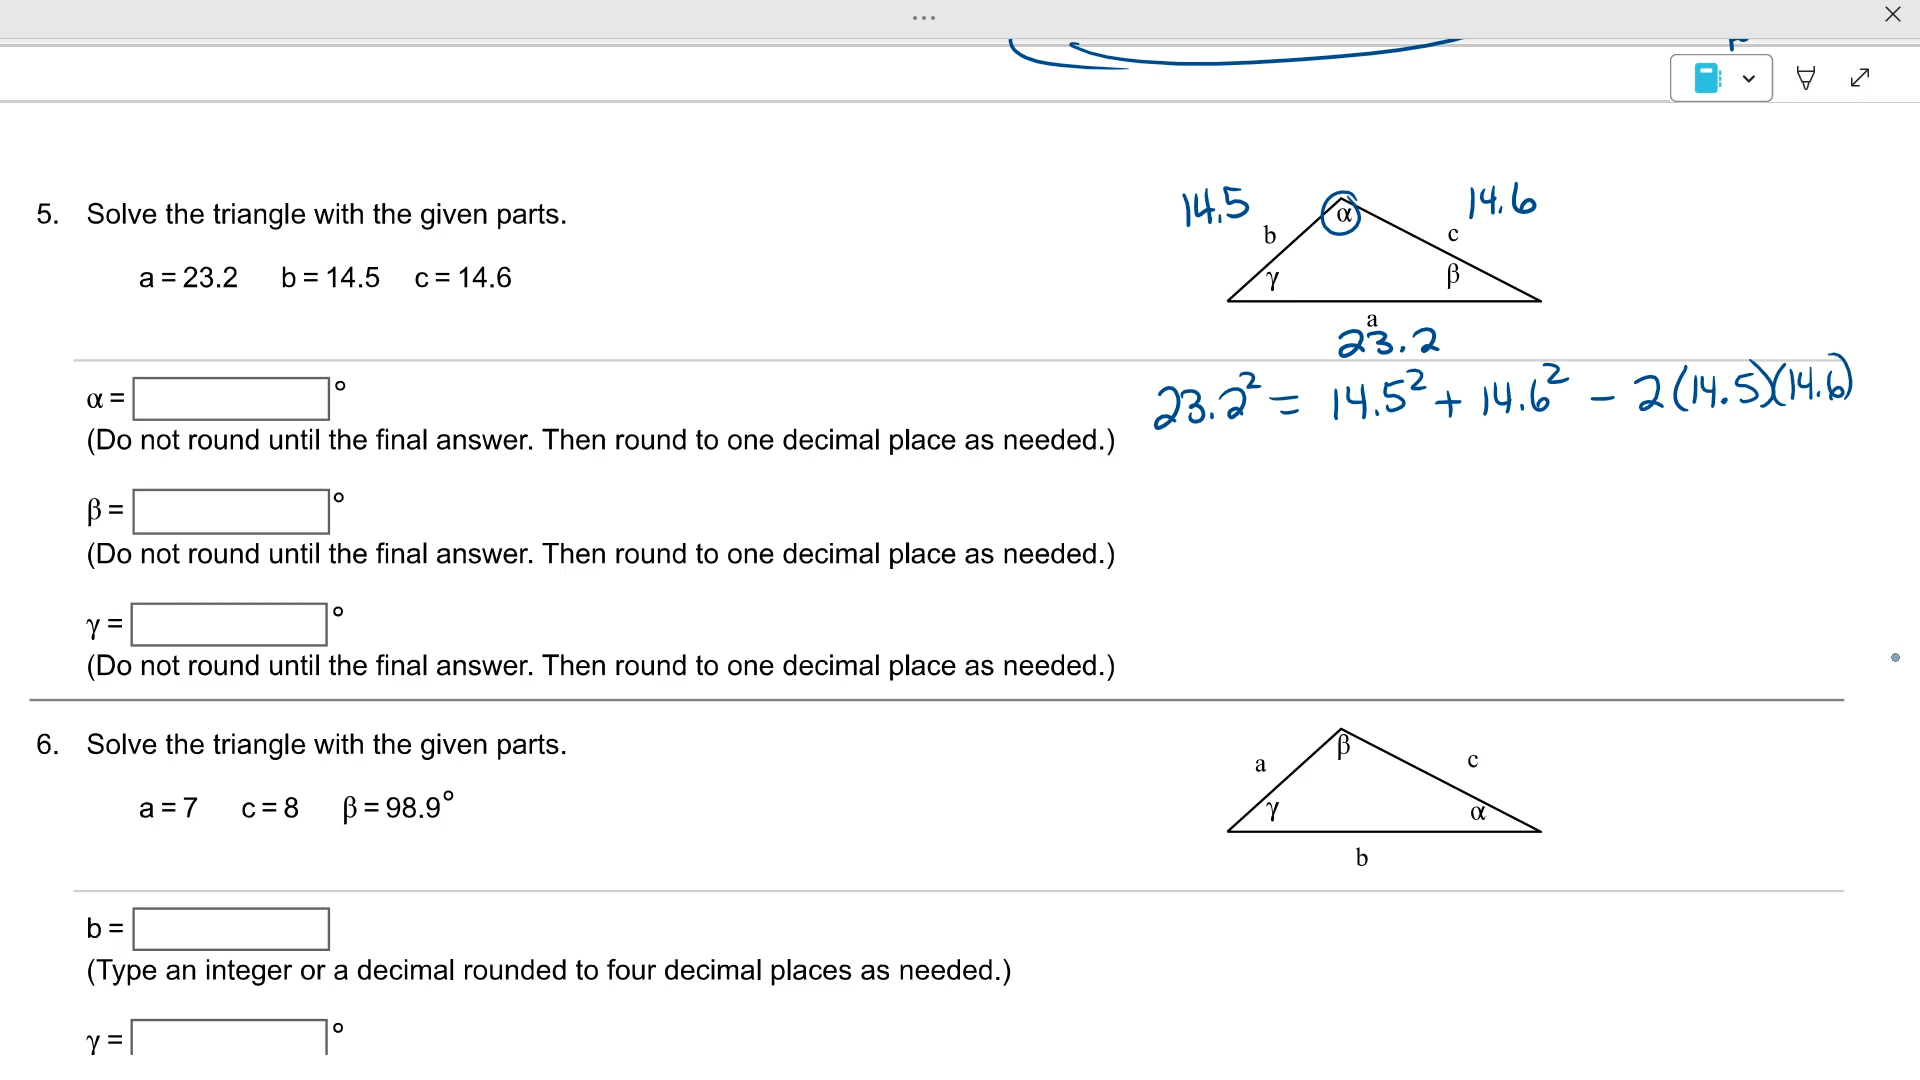 5. Solve the triangle with the given parts.
a = 23.2 b = 14.5 c = 14.6
14.5 α 14.6
b c
γ β
a
23.2
23.2² = 14.5² + 14.6² - 2(14.5)(14.6)
α = °
(Do not round until the final answer. Then round to one decimal place as needed.)
β = °
(Do not round until the final answer. Then round to one decimal place as needed.)
γ = °
(Do not round until the final answer. Then round to one decimal place as needed.)
6. Solve the triangle with the given parts.
a = 7 c = 8 β = 98.9°
β
a c
γ α
b
b =
(Type an integer or a decimal rounded to four decimal places as needed.)
γ = °